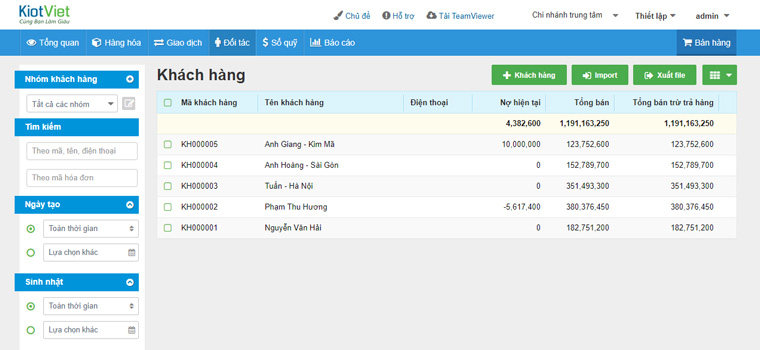 KiotViet
Cùng Bạn Làm Giàu
Chủ đề Hỗ trợ Tải TeamViewer Chi nhánh trung tâm Thiết lập admin
Tổng quan Hàng hóa Giao dịch Đối tác Sổ quỹ Báo cáo Bán hàng
Nhóm khách hàng
Tất cả các nhóm
Tìm kiếm
Theo mã, tên, điện thoại
Theo mã hóa đơn
Ngày tạo
Toàn thời gian
Lựa chọn khác
Sinh nhật
Toàn thời gian
Lựa chọn khác
Khách hàng
Khách hàng Import Xuất file
Mã khách hàng Tên khách hàng Điện thoại Nợ hiện tại Tổng bán Tổng bán trừ trả hàng
4,382,600 1,191,163,250 1,191,163,250
KH000005 Anh Giang - Kim Mã 10,000,000 123,752,600 123,752,600
KH000004 Anh Hoàng - Sài Gòn 0 152,789,700 152,789,700
KH000003 Tuấn - Hà Nội 0 351,493,300 351,493,300
KH000002 Phạm Thu Hương -5,617,400 380,376,450 380,376,450
KH000001 Nguyễn Văn Hải 0 182,751,200 182,751,200